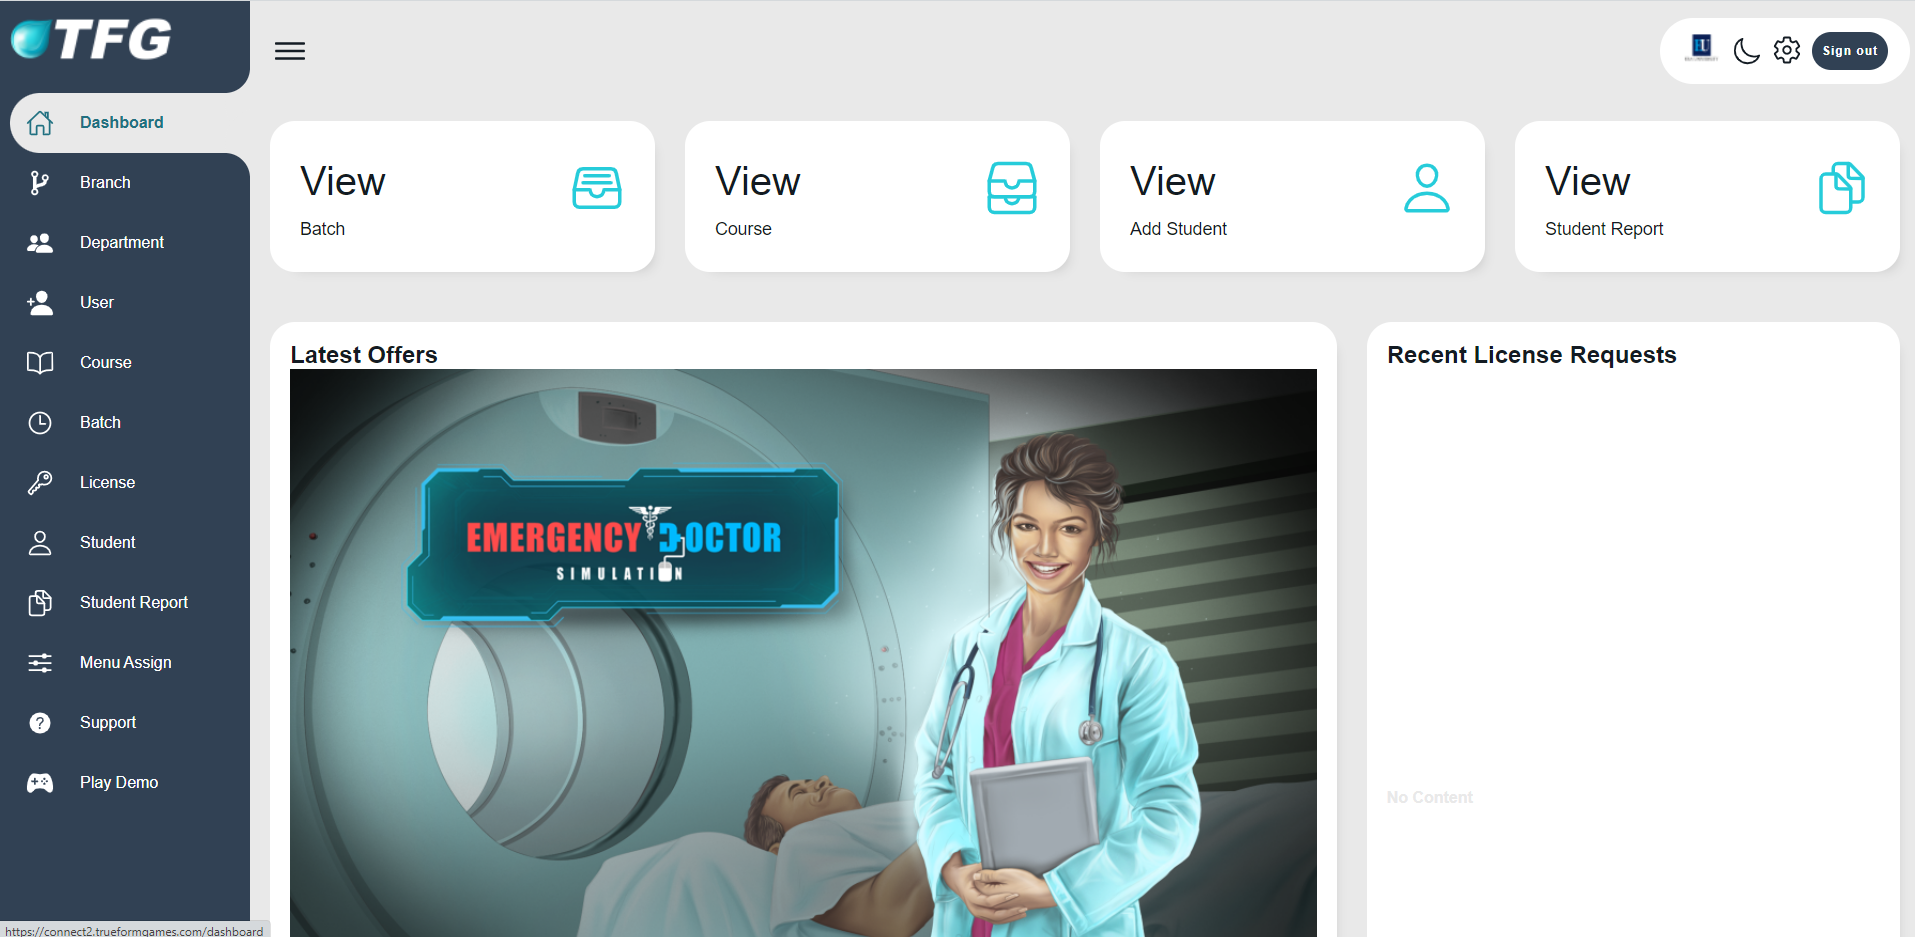 TFG
Sign out
Dashboard
Branch
Department
User
Course
Batch
License
Student
Student Report
Menu Assign
Support
Play Demo
View
Batch
View
Course
View
Add Student
View
Student Report
Latest Offers
EMERGENCY DOCTOR
SIMULATION
Recent License Requests
No Content
https://connect2.trueformgames.com/dashboard